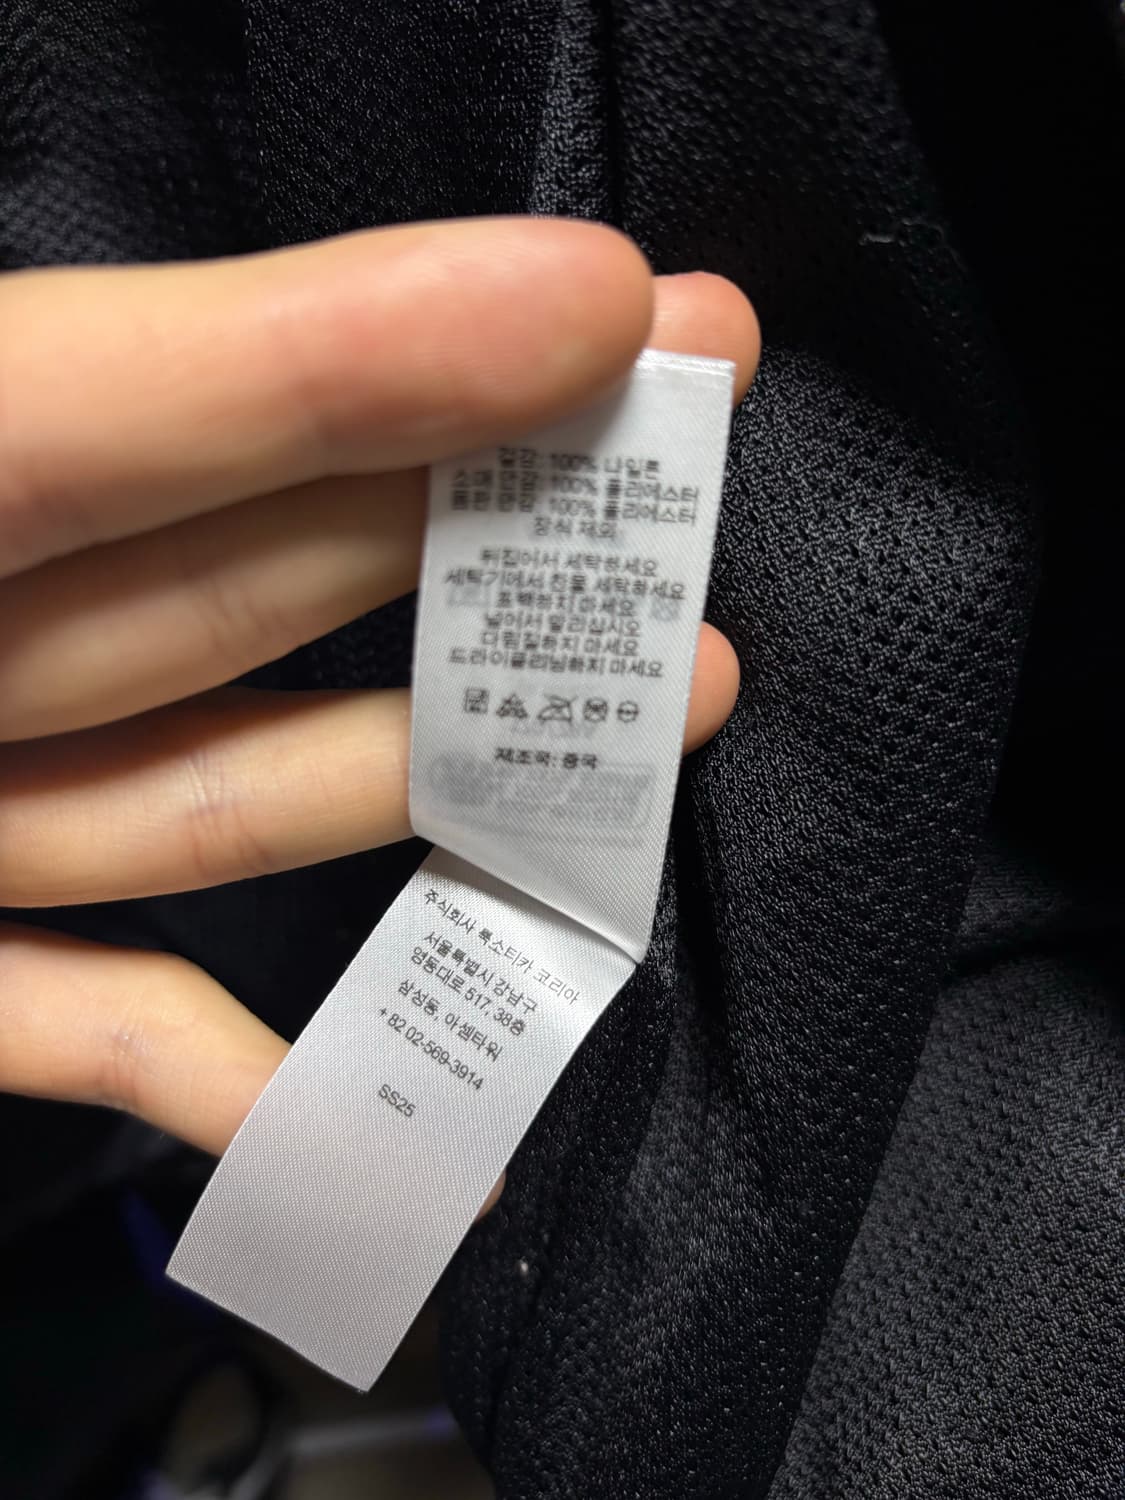 겉감: 100% 나일론
소매 안감: 100% 폴리에스터
몸판 안감: 100% 폴리에스터
장식 제외
뒤집어서 세탁하세요
세탁기에서 찬물 세탁하세요
표백하지 마세요
널어서 말리십시오
다림질하지 마세요
드라이클리닝하지 마세요
제조국: 중국
주식회사 룩소티카 코리아
서울특별시 강남구
영동대로 517, 38층
삼성동, 아셈타워
+ 82 02-569-3914
SS25